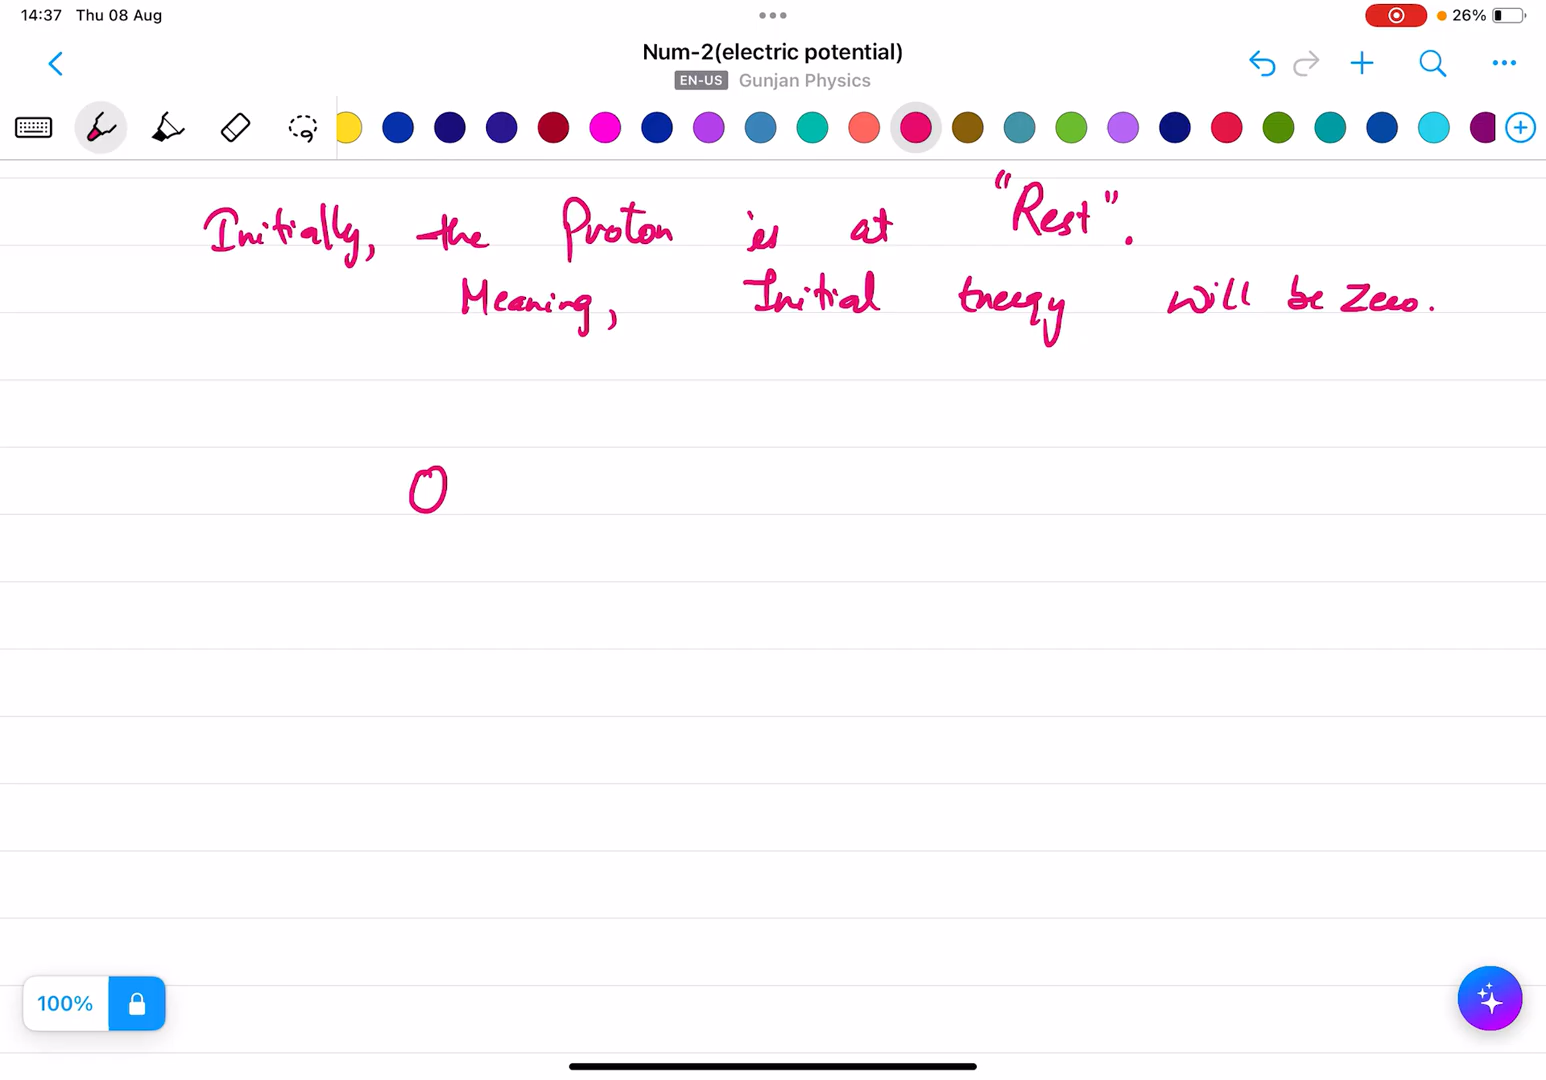 14:37 Thu 08 Aug
26%
Num-2(electric potential)
EN-US Gunjan Physics
Initially, the Proton is at "Rest".
Meaning, Initial Energy will be zero.
0
100%